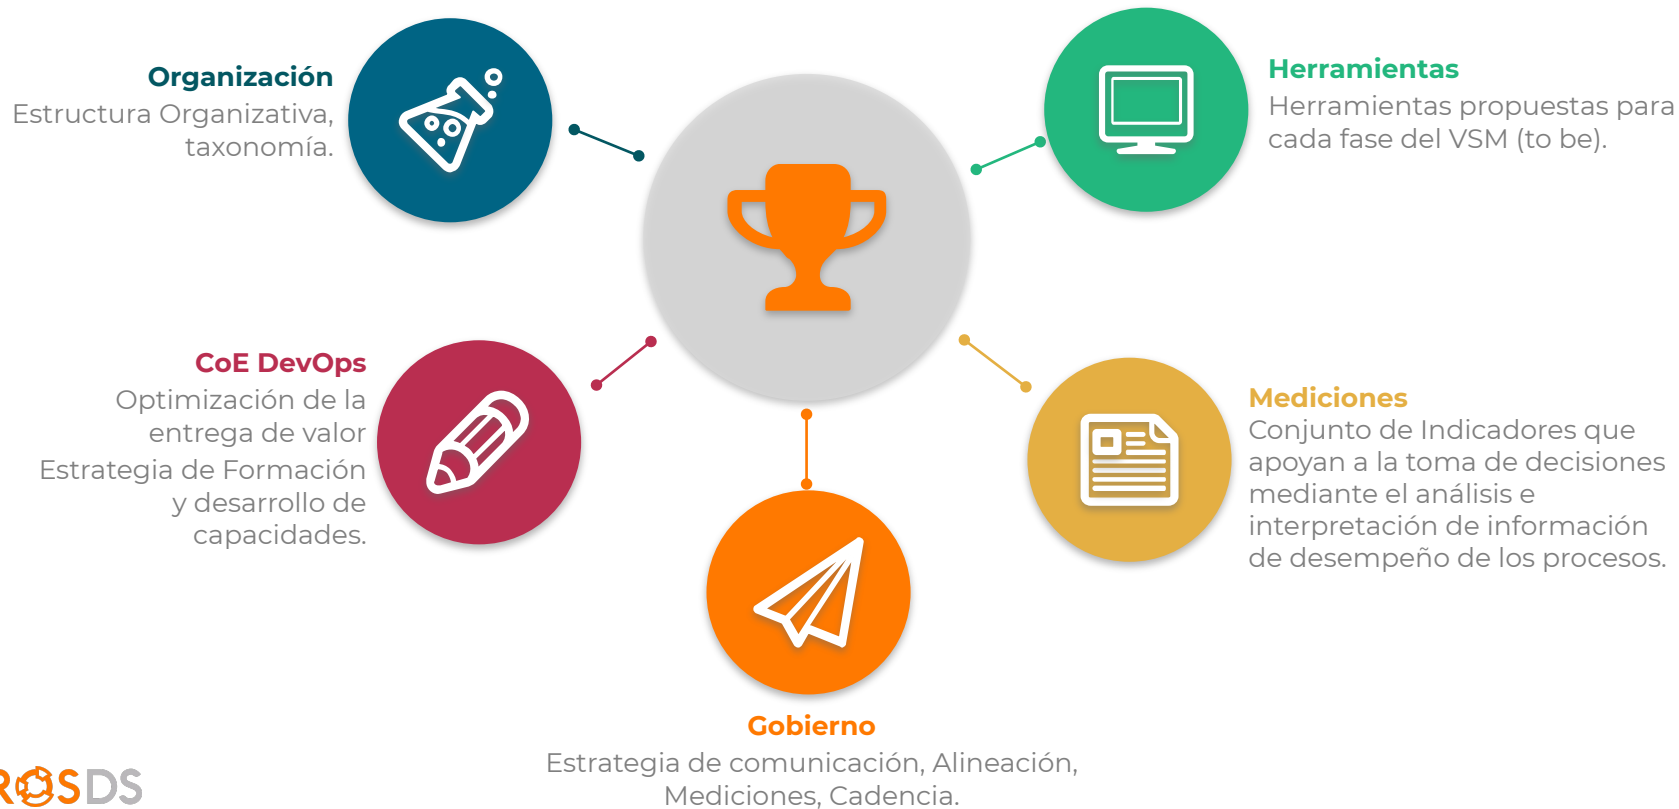 Organización
Estructura Organizativa,
taxonomía.
Herramientas
Herramientas propuestas para
cada fase del VSM (to be).
CoE DevOps
Optimización de la
entrega de valor
Estrategia de Formación
y desarrollo de
capacidades.
Mediciones
Conjunto de Indicadores que
apoyan a la toma de decisiones
mediante el análisis e
interpretación de información
de desempeño de los procesos.
Gobierno
Estrategia de comunicación, Alineación,
Mediciones, Cadencia.